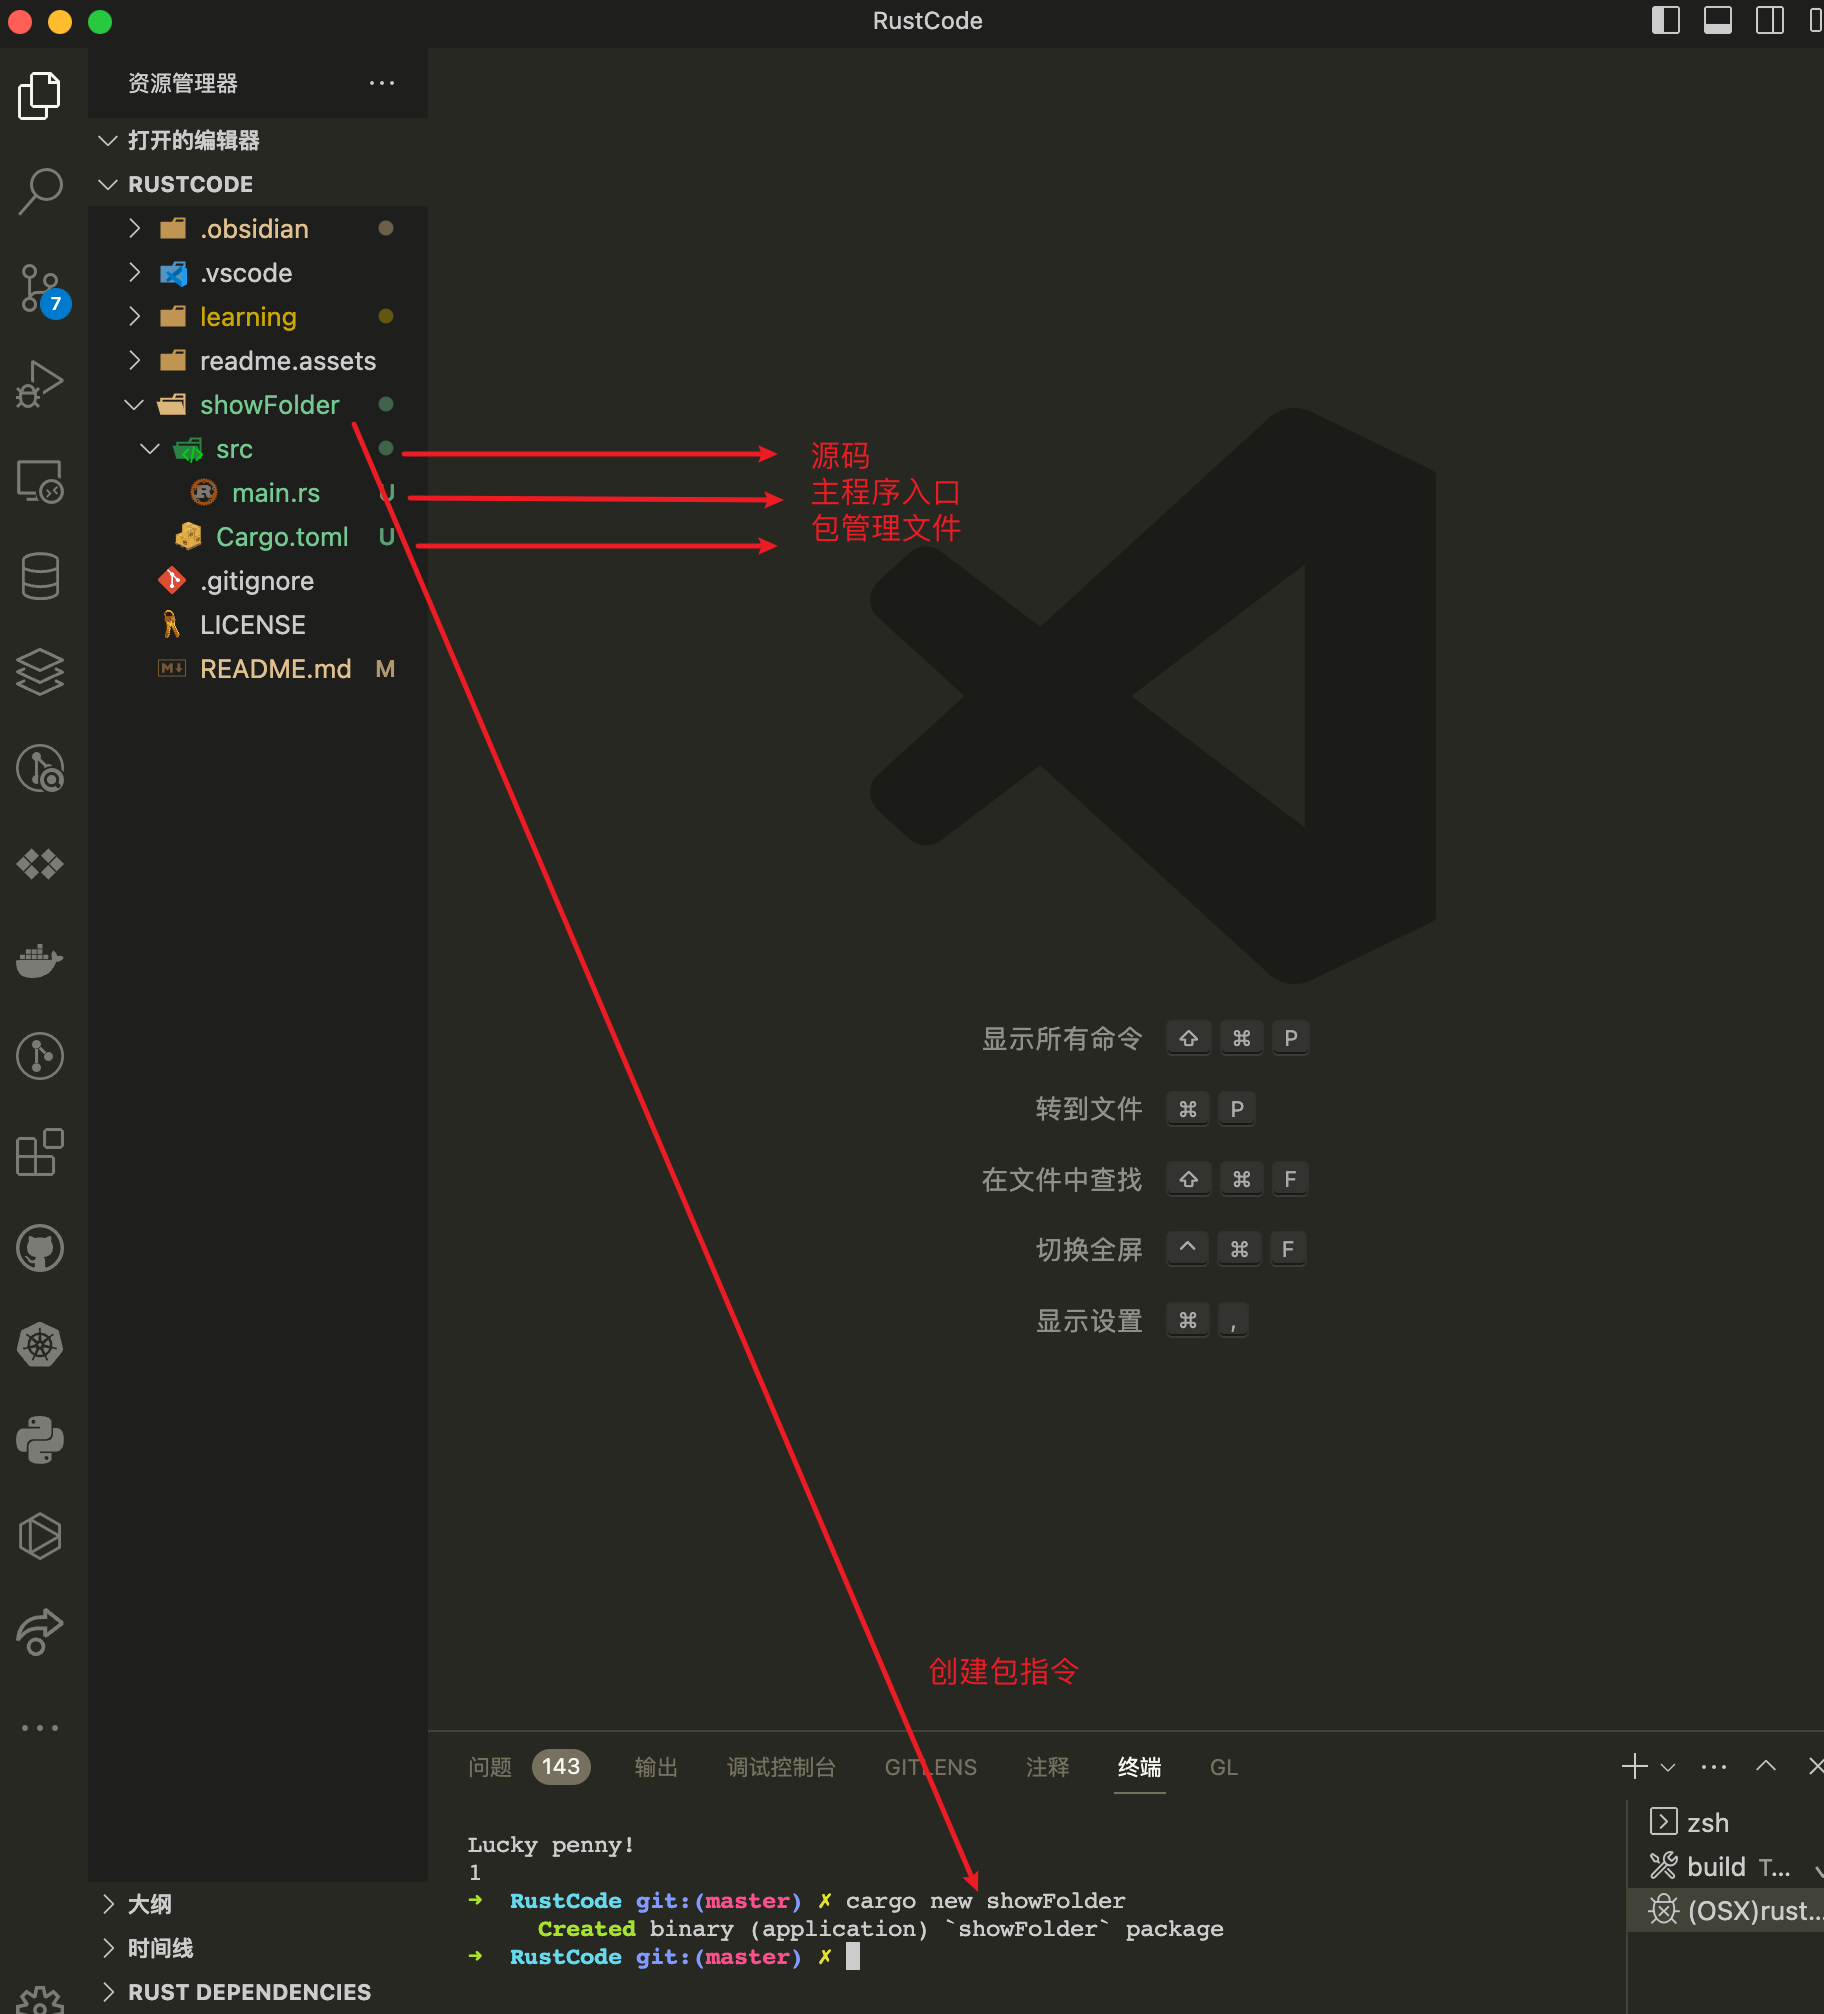 RustCode
资源管理器
打开的编辑器
RUSTCODE
.obsidian
.vscode
learning
readme.assets
showFolder
src
源码
main.rs U
主程序入口
包管理文件
Cargo.toml U
.gitignore
LICENSE
README.md M
7
显示所有命令 ⇧ ⌘ P
转到文件 ⌘ P
在文件中查找 ⇧ ⌘ F
切换全屏 ^ ⌘ F
显示设置 ⌘ ,
创建包指令
问题 143 输出 调试控制台 GITLENS 注释 终端 GL
Lucky penny!
1
➜ RustCode git:(master) ✗ cargo new showFolder
Created binary (application) `showFolder` package
➜ RustCode git:(master) ✗
zsh
build T...
(OSX)rust...
大纲
时间线
RUST DEPENDENCIES